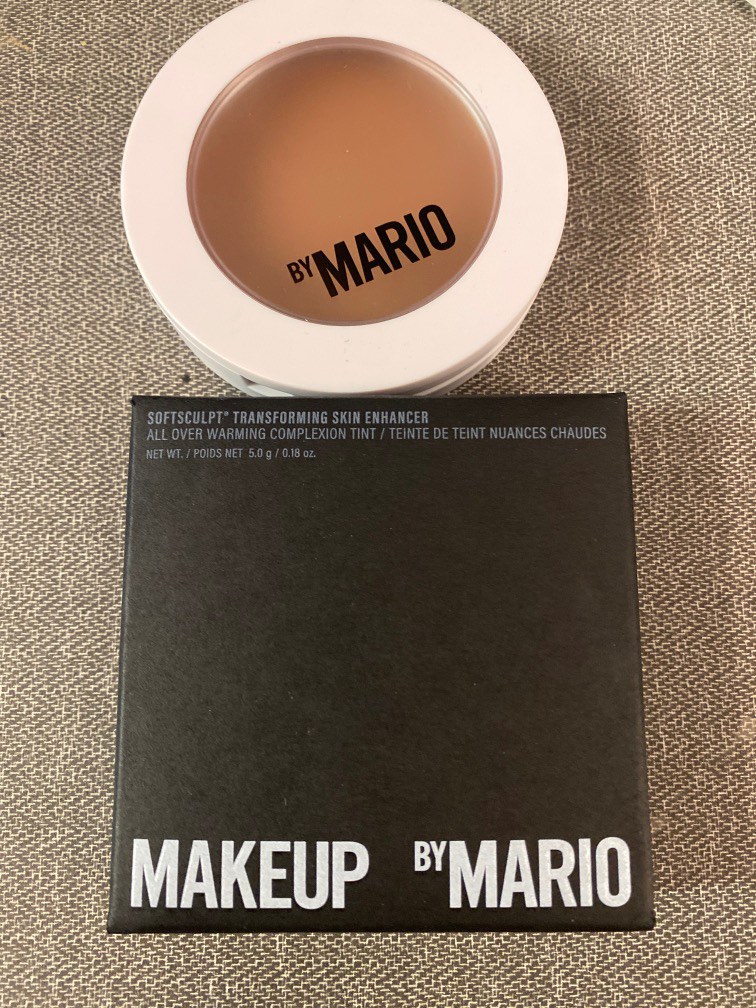 BY MARIO
SOFTSCULPT® TRANSFORMING SKIN ENHANCER
ALL OVER WARMING COMPLEXION TINT / TEINTE DE TEINT NUANCES CHAUDES
NET WT. / POIDS NET 5.0 g / 0.18 oz.
MAKEUP BY MARIO